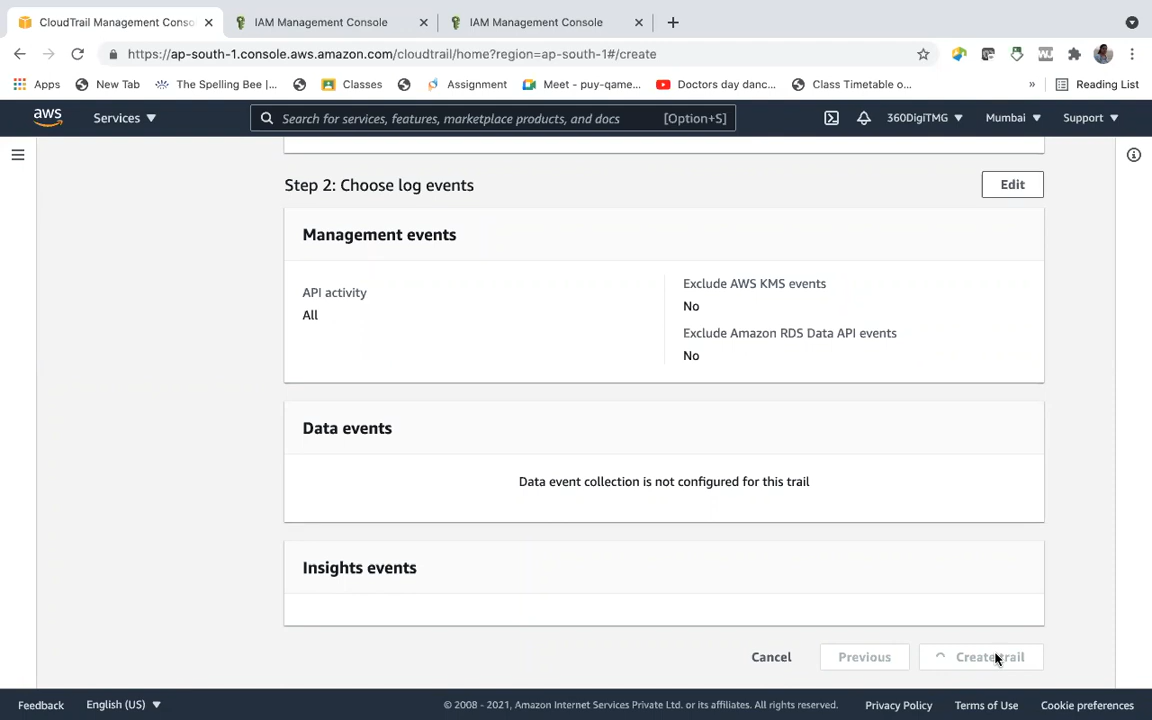 CloudTrail Management Conso
IAM Management Console
IAM Management Console
https://ap-south-1.console.aws.amazon.com/cloudtrail/home?region=ap-south-1#/create
Apps
New Tab
The Spelling Bee |...
Classes
Assignment
Meet - puy-qame...
Doctors day danc...
Class Timetable o...
»
Reading List
aws
Services
Search for services, features, marketplace products, and docs
[Option+S]
360DigiTMG
Mumbai
Support
Step 2: Choose log events
Edit
Management events
API activity
All
Exclude AWS KMS events
No
Exclude Amazon RDS Data API events
No
Data events
Data event collection is not configured for this trail
Insights events
Cancel
Previous
Create trail
Feedback
English (US)
© 2008 - 2021, Amazon Internet Services Private Ltd. or its affiliates. All rights reserved.
Privacy Policy
Terms of Use
Cookie preferences